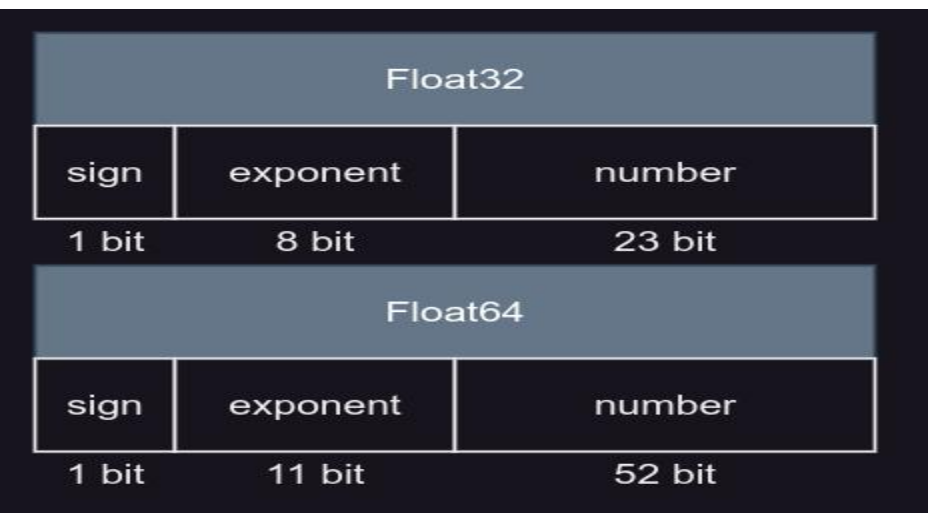 Float32
sign exponent number
1 bit 8 bit 23 bit
Float64
sign exponent number
1 bit 11 bit 52 bit